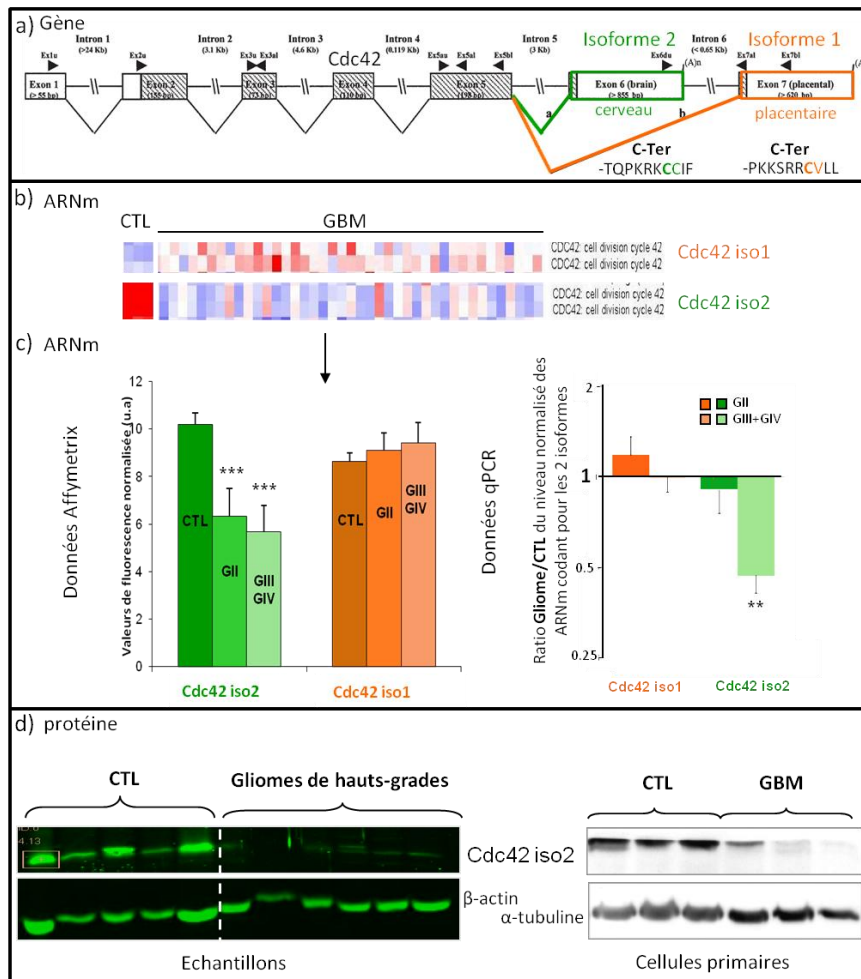 a) Gène
Intron 1 Intron 2 Intron 3 Intron 4 Intron 5 Intron 6
(>24 Kb) (3.1 Kb) (4.6 Kb) (0.119 Kb) (3 Kb) (< 0.65 Kb)
Isoforme 2 Isoforme 1
Cdc42
Ex1u Ex2u Ex3u Ex3al Ex5au Ex5al Ex5bl Ex6du Ex7al Ex7bl
(A)n (A
Exon 1 Exon 2 Exon 3 Exon 4 Exon 5 Exon 6 (brain) Exon 7 (placental)
(> 55 bp) (110 bp) (198 bp) (> 855 bp) (> 620 bp)
a cerveau b placentaire
C-Ter C-Ter
-TQPKRKCCIF -PKKSRRCVLL
b) ARNm
CTL GBM
CDC42: cell division cycle 42
CDC42: cell division cycle 42
Cdc42 iso1
CDC42: cell division cycle 42
CDC42: cell division cycle 42
Cdc42 iso2
c) ARNm
Données Affymetrix
Valeurs de fluorescence normalisée (u.a)
12
10
8
6
4
2
0
*** ***
CTL GII GIII GIV
CTL GII GIII GIV
Cdc42 iso2 Cdc42 iso1
Données qPCR
Ratio Gliome/CTL du niveau normalisé des
ARNm codant pour les 2 isoformes
2
1
0.5
0.25
GII
GIII+GIV
**
Cdc42 iso1 Cdc42 iso2
d) protéine
CTL Gliomes de hauts-grades CTL GBM
4.13
Cdc42 iso2
β-actin
α-tubuline
Echantillons Cellules primaires